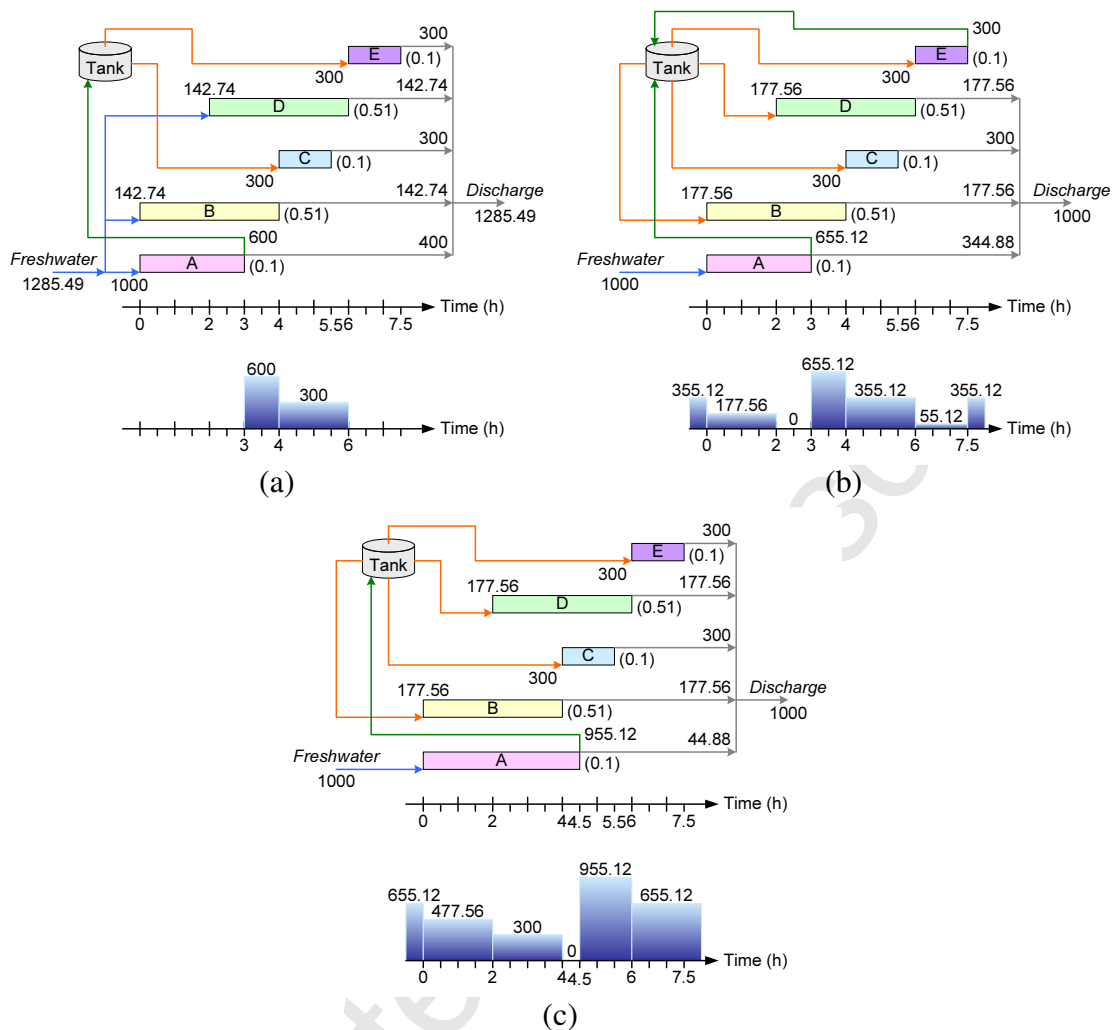 300
E
(0.1)
Tank
300
142.74
142.74
D
(0.51)
300
C
(0.1)
300
142.74
142.74
B
(0.51)
Discharge
1285.49
600
400
Freshwater
A
(0.1)
1285.49
1000
Time (h)
0 2 3 4 5.56 7.5
600
300
Time (h)
3 4 6
(a)
300
E
(0.1)
Tank
300
177.56
177.56
D
(0.51)
300
C
(0.1)
300
177.56
177.56
B
(0.51)
Discharge
1000
655.12
344.88
Freshwater
A
(0.1)
1000
Time (h)
0 2 3 4 5.56 7.5
655.12
355.12
355.12
355.12
177.56
0
55.12
Time (h)
0 2 3 4 6 7.5
(b)
300
E
(0.1)
Tank
300
177.56
177.56
D
(0.51)
300
C
(0.1)
300
177.56
177.56
B
(0.51)
Discharge
1000
955.12
44.88
Freshwater
A
(0.1)
1000
Time (h)
0 2 44.5 5.56 7.5
955.12
655.12
655.12
477.56
300
0
Time (h)
0 2 44.5 6 7.5
(c)